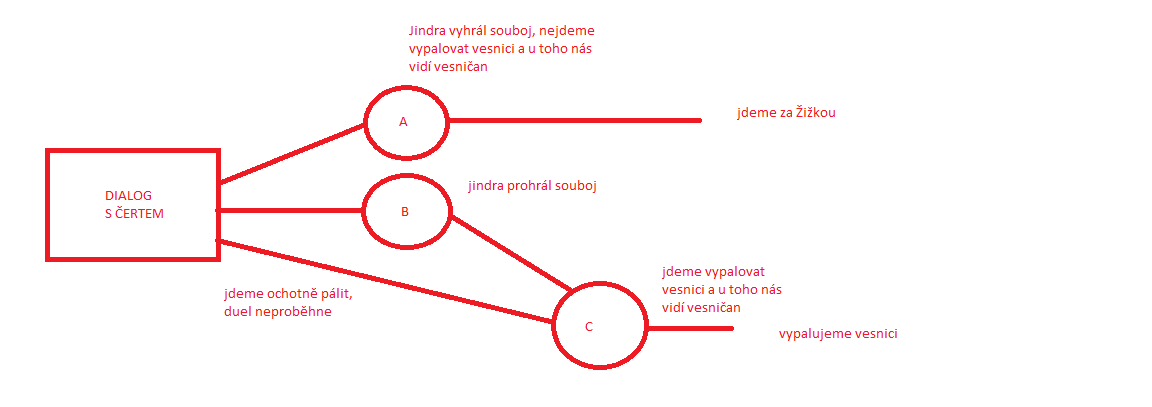 Jindra vyhrál souboj, nejdeme
vypalovat vesnici a u toho nás
vidí vesničan
A
jdeme za Žižkou
DIALOG
S ČERTEM
B
jindra prohrál souboj
jdeme ochotně pálit,
duel neproběhne
C
jdeme vypalovat
vesnici a u toho nás
vidí vesničan
vypalujeme vesnici